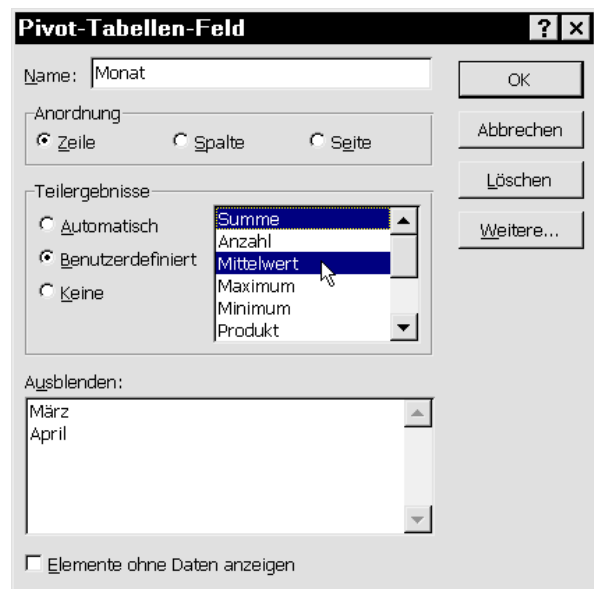 Pivot-Tabellen-Feld
Name: Monat
OK
Anordnung
Zeile Spalte Seite
Abbrechen
Löschen
Weitere...
Teilergebnisse
Automatisch
Benutzerdefiniert
Keine
Summe
Anzahl
Mittelwert
Maximum
Minimum
Produkt
Ausblenden:
März
April
Elemente ohne Daten anzeigen